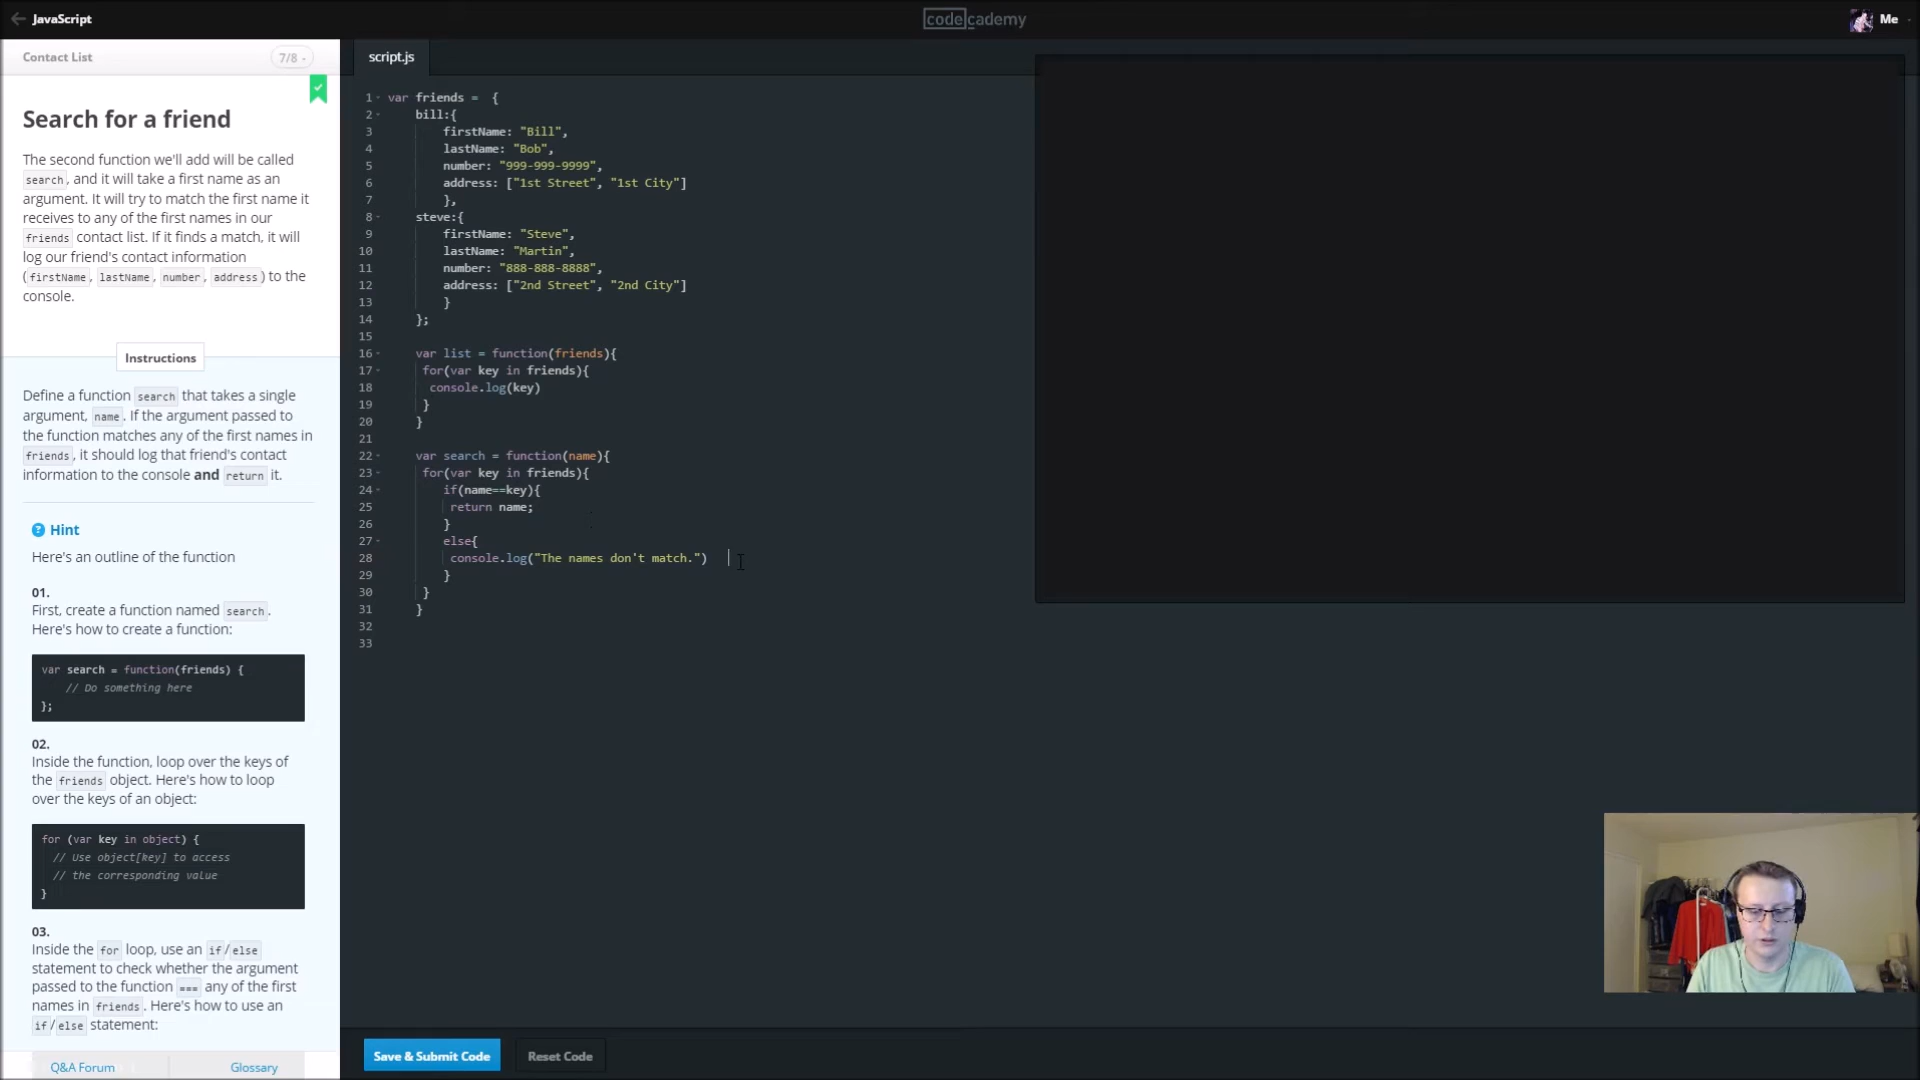 JavaScript
codecademy
Me
Contact List
7/8
script.js
Search for a friend
The second function we'll add will be called
search, and it will take a first name as an
argument. It will try to match the first name it
receives to any of the first names in our
friends contact list. If it finds a match, it will
log our friend's contact information
(firstName, lastName, number, address) to the
console.
Instructions
Define a function search that takes a single
argument, name. If the argument passed to
the function matches any of the first names in
friends, it should log that friend's contact
information to the console and return it.
? Hint
Here's an outline of the function
01.
First, create a function named search.
Here's how to create a function:
var search = function(friends) {
// Do something here
};
02.
Inside the function, loop over the keys of
the friends object. Here's how to loop
over the keys of an object:
for (var key in object) {
// Use object[key] to access
// the corresponding value
}
03.
Inside the for loop, use an if/else
statement to check whether the argument
passed to the function === any of the first
names in friends. Here's how to use an
if/else statement:
Q&A Forum
Glossary
1 var friends = {
2 bill:{
3 firstName: "Bill",
4 lastName: "Bob",
5 number: "999-999-9999",
6 address: ["1st Street", "1st City"]
7 },
8 steve:{
9 firstName: "Steve",
10 lastName: "Martin",
11 number: "888-888-8888",
12 address: ["2nd Street", "2nd City"]
13 }
14 };
15
16 var list = function(friends){
17 for(var key in friends){
18 console.log(key)
19 }
20 }
21
22 var search = function(name){
23 for(var key in friends){
24 if(name==key){
25 return name;
26 }
27 else{
28 console.log("The names don't match.")
29 }
30 }
31 }
32
33
Save & Submit Code
Reset Code